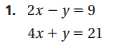 1. 2x − y = 9
4x + y = 21